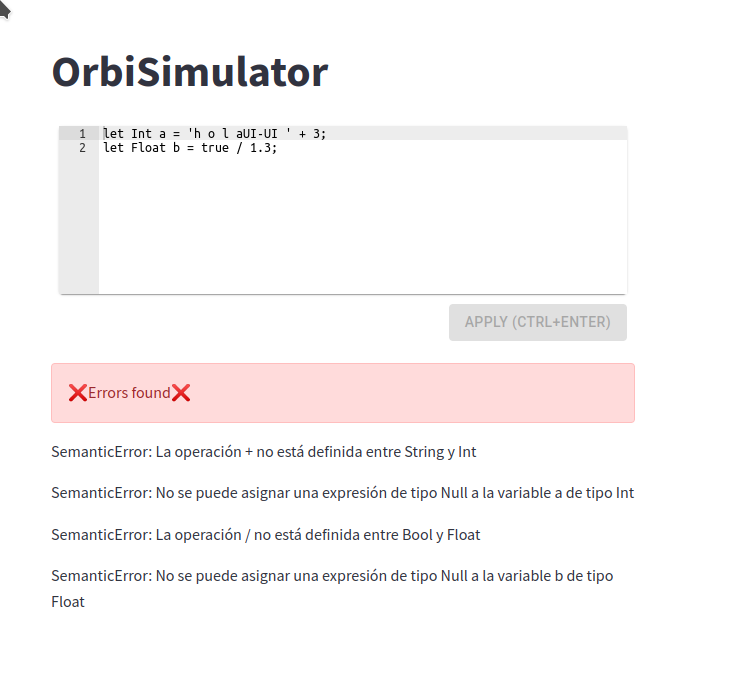 OrbiSimulator
1 let Int a = 'h o l aUI-UI ' + 3;
2 let Float b = true / 1.3;
APPLY (CTRL+ENTER)
❌Errors found❌
SemanticError: La operación + no está definida entre String y Int
SemanticError: No se puede asignar una expresión de tipo Null a la variable a de tipo Int
SemanticError: La operación / no está definida entre Bool y Float
SemanticError: No se puede asignar una expresión de tipo Null a la variable b de tipo
Float